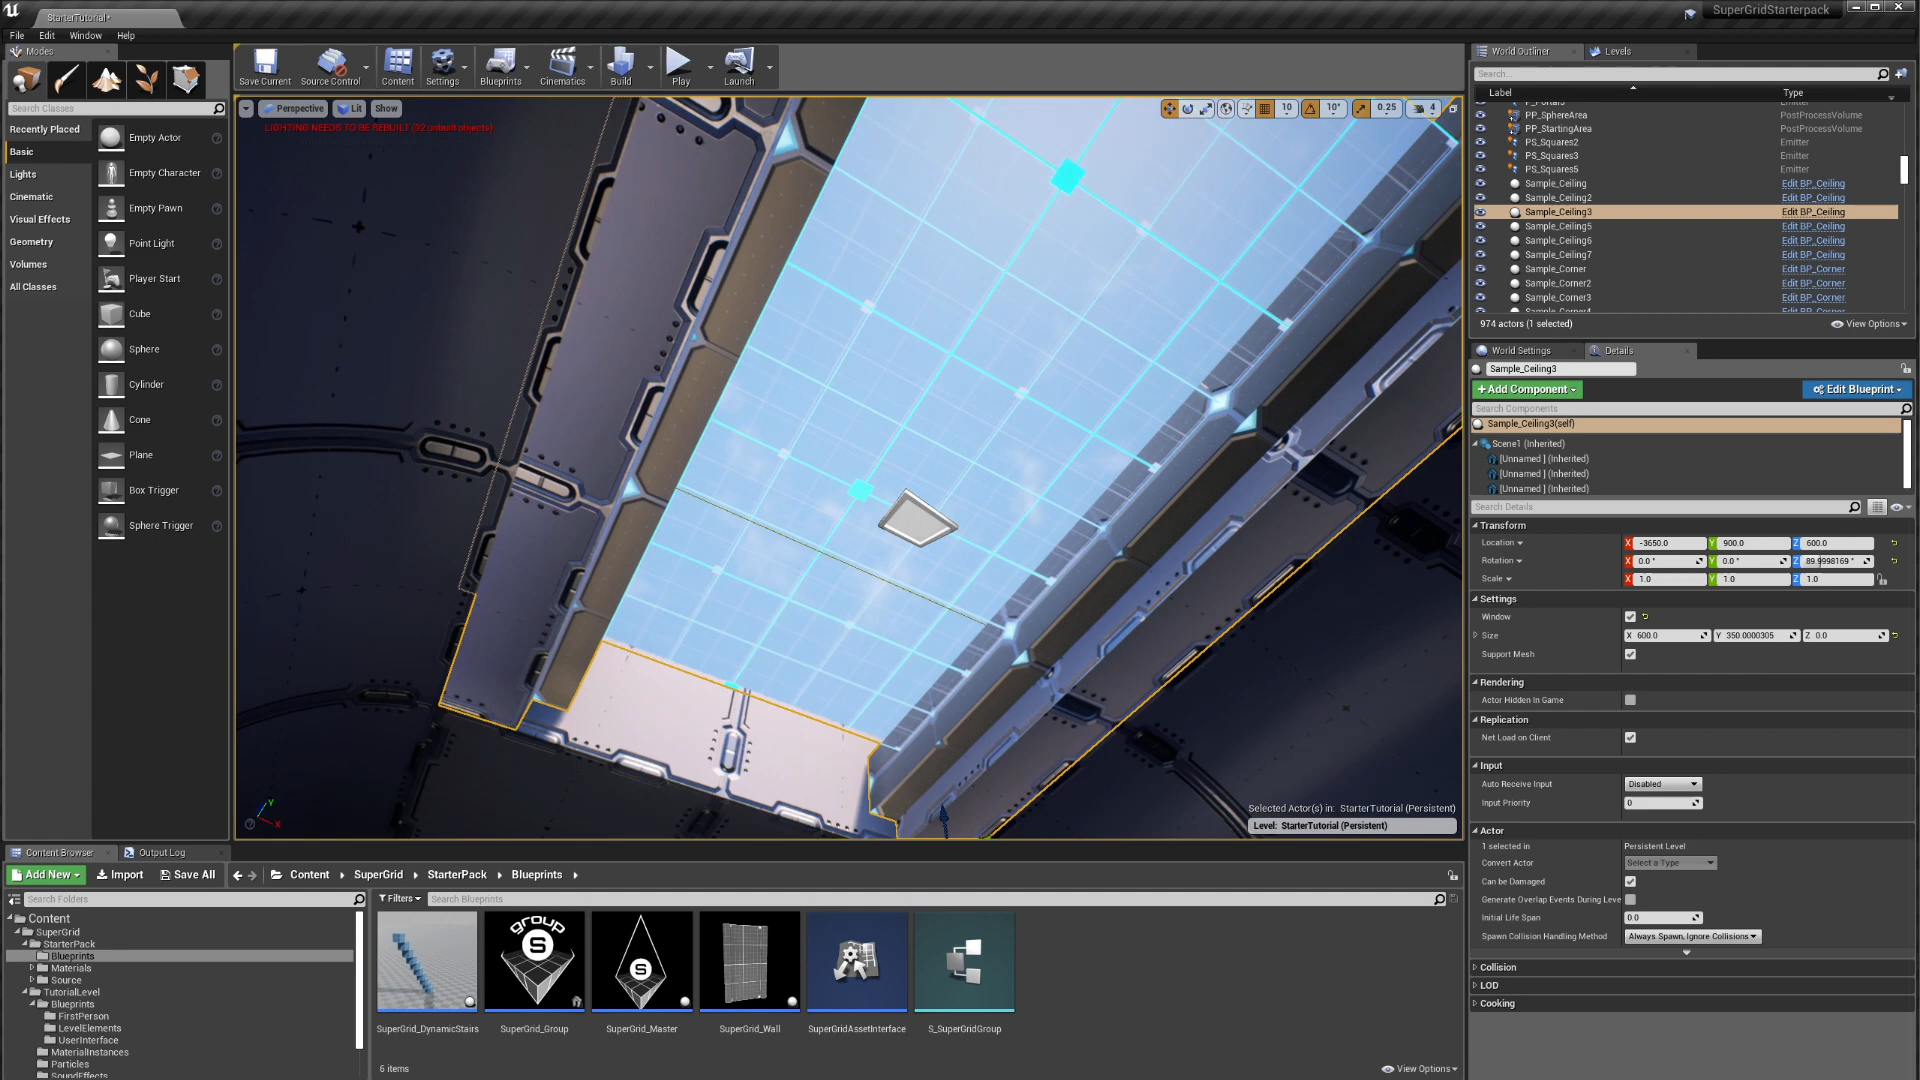 StarterTutorial*
SuperGridStarterpack
File Edit Window Help
Modes
Search Classes
Recently Placed
Basic
Lights
Cinematic
Visual Effects
Geometry
Volumes
All Classes
Empty Actor
Empty Character
Empty Pawn
Point Light
Player Start
Cube
Sphere
Cylinder
Cone
Plane
Box Trigger
Sphere Trigger
Save Current Source Control Content Settings Blueprints Cinematics Build Play Launch
Perspective Lit Show
LIGHTING NEEDS TO BE REBUILT (92 unbuilt objects)
10 10° 0.25 4
Selected Actor(s) in: StarterTutorial (Persistent)
Level: StarterTutorial (Persistent)
World Outliner Levels
Search...
Label Type
PP_SphereArea PostProcessVolume
PP_StartingArea PostProcessVolume
PS_Squares2 Emitter
PS_Squares3 Emitter
PS_Squares5 Emitter
Sample_Ceiling Edit BP_Ceiling
Sample_Ceiling2 Edit BP_Ceiling
Sample_Ceiling3 Edit BP_Ceiling
Sample_Ceiling5 Edit BP_Ceiling
Sample_Ceiling6 Edit BP_Ceiling
Sample_Ceiling7 Edit BP_Ceiling
Sample_Corner Edit BP_Corner
Sample_Corner2 Edit BP_Corner
Sample_Corner3 Edit BP_Corner
Sample_Corner4 Edit BP_Corner
974 actors (1 selected) View Options
World Settings Details
Sample_Ceiling3
+Add Component Edit Blueprint
Search Components
Sample_Ceiling3(self)
Scene1 (Inherited)
[Unnamed ] (Inherited)
[Unnamed ] (Inherited)
[Unnamed ] (Inherited)
Search Details
Transform
Location X -3650.0 Y 900.0 Z 600.0
Rotation X 0.0 ° Y 0.0 ° Z 89.9998169 °
Scale X 1.0 Y 1.0 Z 1.0
Settings
Window
Size X 600.0 Y 350.0000305 Z 0.0
Support Mesh
Rendering
Actor Hidden In Game
Replication
Net Load on Client
Input
Auto Receive Input Disabled
Input Priority 0
Actor
1 selected in Persistent Level
Convert Actor Select a Type
Can be Damaged
Generate Overlap Events During Leve
Initial Life Span 0.0
Spawn Collision Handling Method Always Spawn, Ignore Collisions
Collision
LOD
Cooking
Content Browser Output Log
Add New Import Save All Content SuperGrid StarterPack Blueprints
Search Folders
Filters Search Blueprints
Content
SuperGrid
StarterPack
Blueprints
Materials
Source
TutorialLevel
Blueprints
FirstPerson
LevelElements
UserInterface
MaterialInstances
Particles
SoundEffects
group
S
S
SuperGrid_DynamicStairs SuperGrid_Group SuperGrid_Master SuperGrid_Wall SuperGridAssetInterface S_SuperGridGroup
6 items View Options